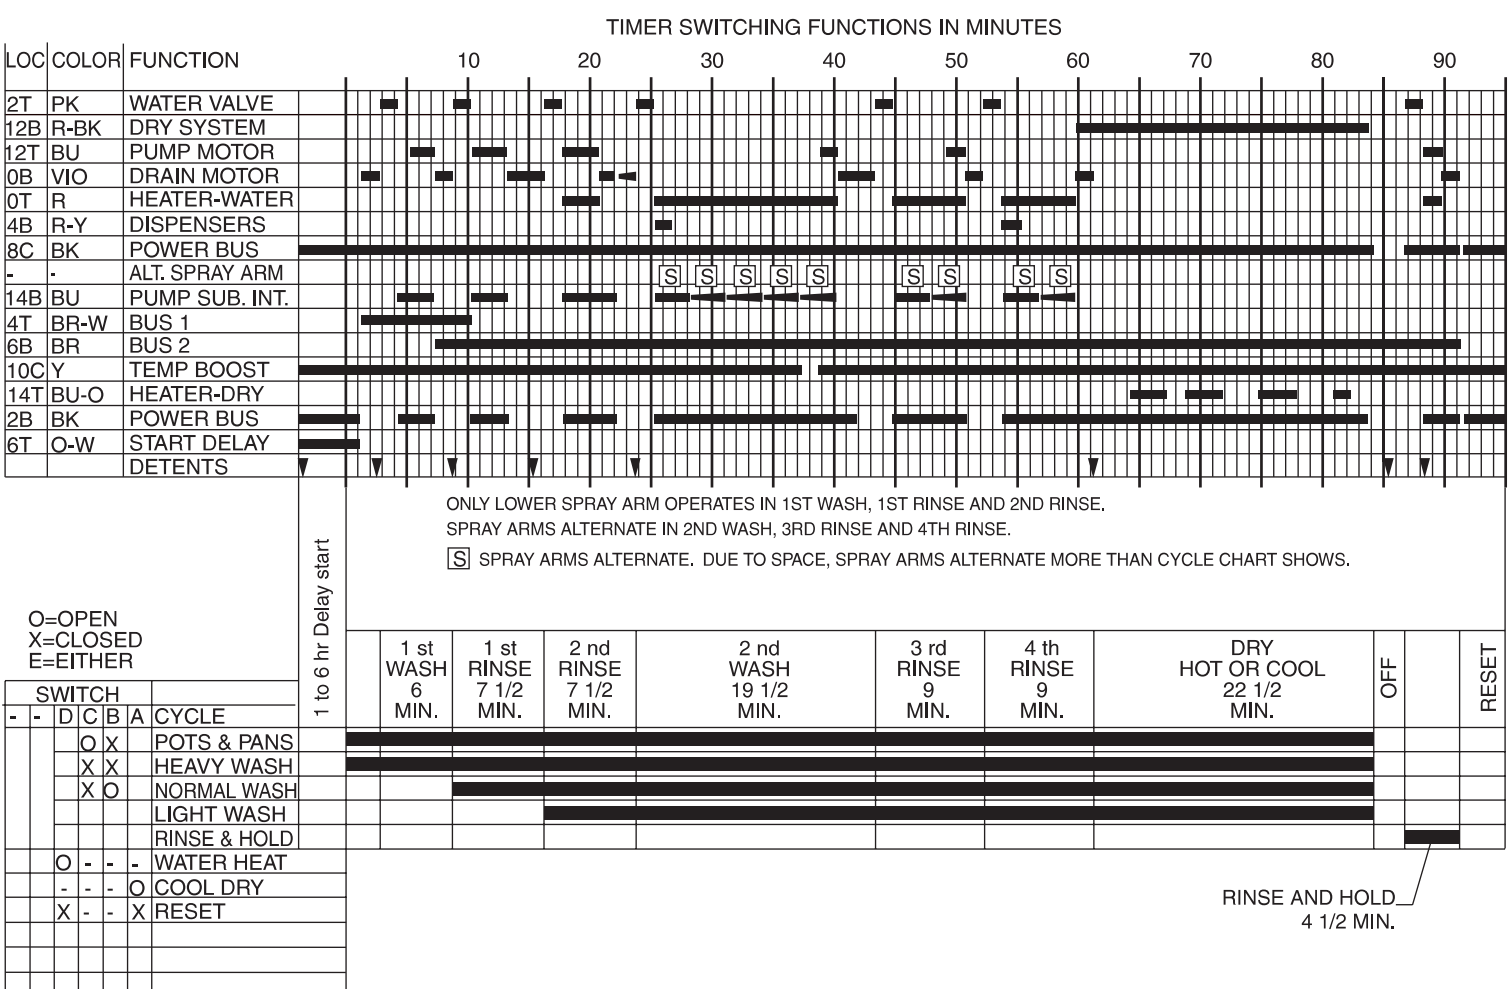 TIMER SWITCHING FUNCTIONS IN MINUTES
LOC COLOR FUNCTION 10 20 30 40 50 60 70 80 90
2T PK WATER VALVE
12B R-BK DRY SYSTEM
12T BU PUMP MOTOR
0B VIO DRAIN MOTOR
0T R HEATER-WATER
4B R-Y DISPENSERS
8C BK POWER BUS
- - ALT. SPRAY ARM S S S S S S S S S
14B BU PUMP SUB. INT.
4T BR-W BUS 1
6B BR BUS 2
10C Y TEMP BOOST
14T BU-O HEATER-DRY
2B BK POWER BUS
6T O-W START DELAY
DETENTS
ONLY LOWER SPRAY ARM OPERATES IN 1ST WASH, 1ST RINSE AND 2ND RINSE.
SPRAY ARMS ALTERNATE IN 2ND WASH, 3RD RINSE AND 4TH RINSE.
S SPRAY ARMS ALTERNATE. DUE TO SPACE, SPRAY ARMS ALTERNATE MORE THAN CYCLE CHART SHOWS.
1 to 6 hr Delay start
O=OPEN
X=CLOSED
E=EITHER
1 st
WASH
6
MIN.
1 st
RINSE
7 1/2
MIN.
2 nd
RINSE
7 1/2
MIN.
2 nd
WASH
19 1/2
MIN.
3 rd
RINSE
9
MIN.
4 th
RINSE
9
MIN.
DRY
HOT OR COOL
22 1/2
MIN.
OFF
RESET
SWITCH
- - D C B A CYCLE
O X POTS & PANS
X X HEAVY WASH
X O NORMAL WASH
LIGHT WASH
RINSE & HOLD
O - - - WATER HEAT
- - - O COOL DRY
X - - X RESET
RINSE AND HOLD
4 1/2 MIN.